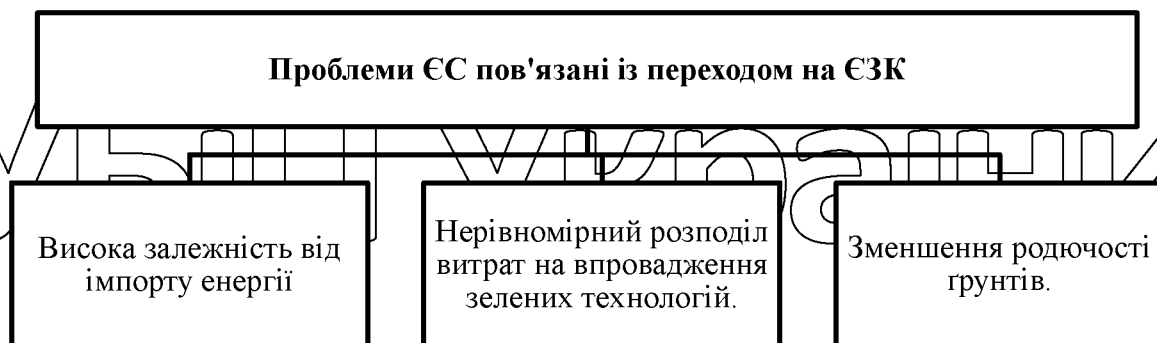 Проблеми ЄС пов'язані із переходом на ЄЗК
Висока залежність від
імпорту енергії
Нерівномірний розподіл
витрат на впровадження
зелених технологій.
Зменшення родючості
ґрунтів.